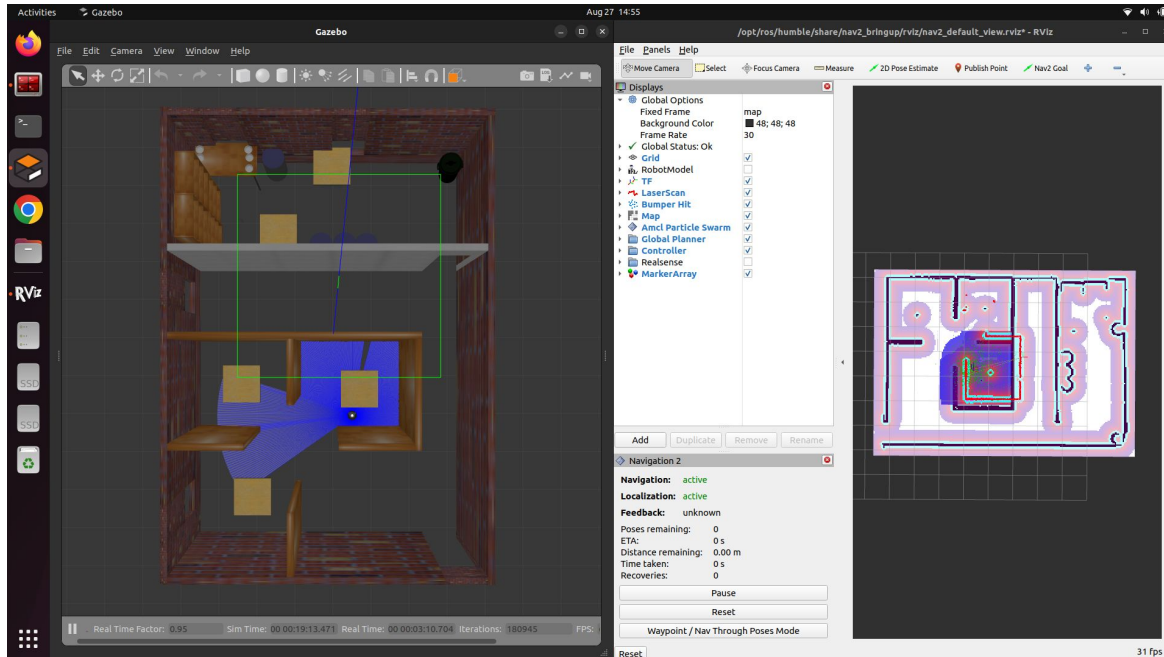 Activities
Gazebo
Aug 27 14:55
Gazebo
File Edit Camera View Window Help
Real Time Factor: 0.95 Sim Time: 00 00:19:13.471 Real Time: 00 00:03:10.704 Iterations: 180945 FPS:
RViz
SSD
SSD
/opt/ros/humble/share/nav2_bringup/rviz/nav2_default_view.rviz* - RViz
File Panels Help
Move Camera Select Focus Camera Measure 2D Pose Estimate Publish Point Nav2 Goal
Displays
Global Options
Fixed Frame map
Background Color 48; 48; 48
Frame Rate 30
Global Status: Ok
Grid
RobotModel
TF
LaserScan
Bumper Hit
Map
Amcl Particle Swarm
Global Planner
Controller
Realsense
MarkerArray
Add Duplicate Remove Rename
Navigation 2
Navigation: active
Localization: active
Feedback: unknown
Poses remaining: 0
ETA: 0 s
Distance remaining: 0.00 m
Time taken: 0 s
Recoveries: 0
Pause
Reset
Waypoint / Nav Through Poses Mode
Reset
31 fps